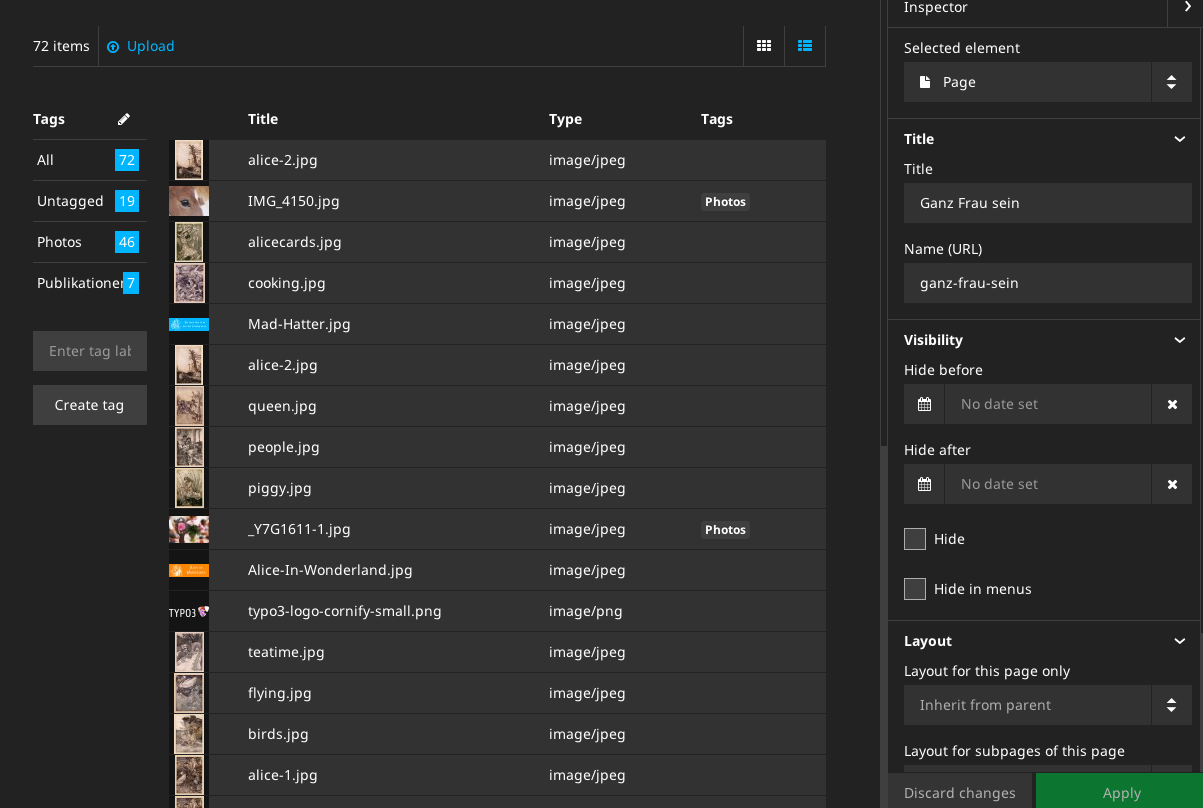 72 items
Upload
Tags
All 72
Untagged 19
Photos 46
Publikationen 7
Enter tag lab
Create tag
Title Type Tags
alice-2.jpg image/jpeg
IMG_4150.jpg image/jpeg Photos
alicecards.jpg image/jpeg
cooking.jpg image/jpeg
Mad-Hatter.jpg image/jpeg
alice-2.jpg image/jpeg
queen.jpg image/jpeg
people.jpg image/jpeg
piggy.jpg image/jpeg
_Y7G1611-1.jpg image/jpeg Photos
Alice-In-Wonderland.jpg image/jpeg
TYPO3 typo3-logo-cornify-small.png image/png
teatime.jpg image/jpeg
flying.jpg image/jpeg
birds.jpg image/jpeg
alice-1.jpg image/jpeg
Inspector
Selected element
Page
Title
Title
Ganz Frau sein
Name (URL)
ganz-frau-sein
Visibility
Hide before
No date set
Hide after
No date set
Hide
Hide in menus
Layout
Layout for this page only
Inherit from parent
Layout for subpages of this page
Discard changes
Apply